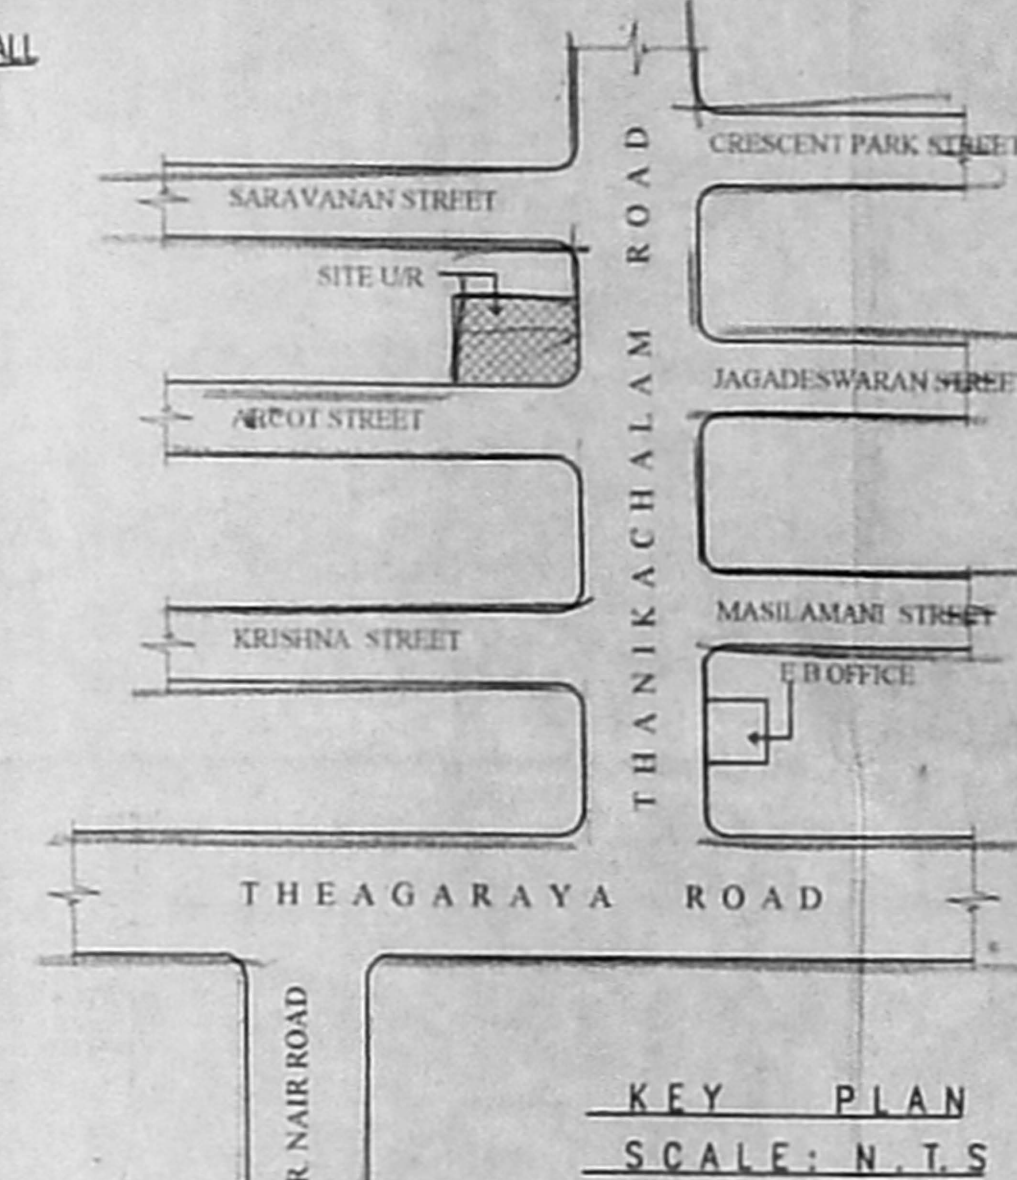 ALL
CRESCENT PARK STREET
SARAVANAN STREET
SITE U/R
JAGADESWARAN STREET
ARCOT STREET
THANIKACHALAM ROAD
MASILAMANI STREET
KRISHNA STREET
E B OFFICE
THEAGARAYA ROAD
R NAIR ROAD
KEY PLAN
SCALE: N.T.S